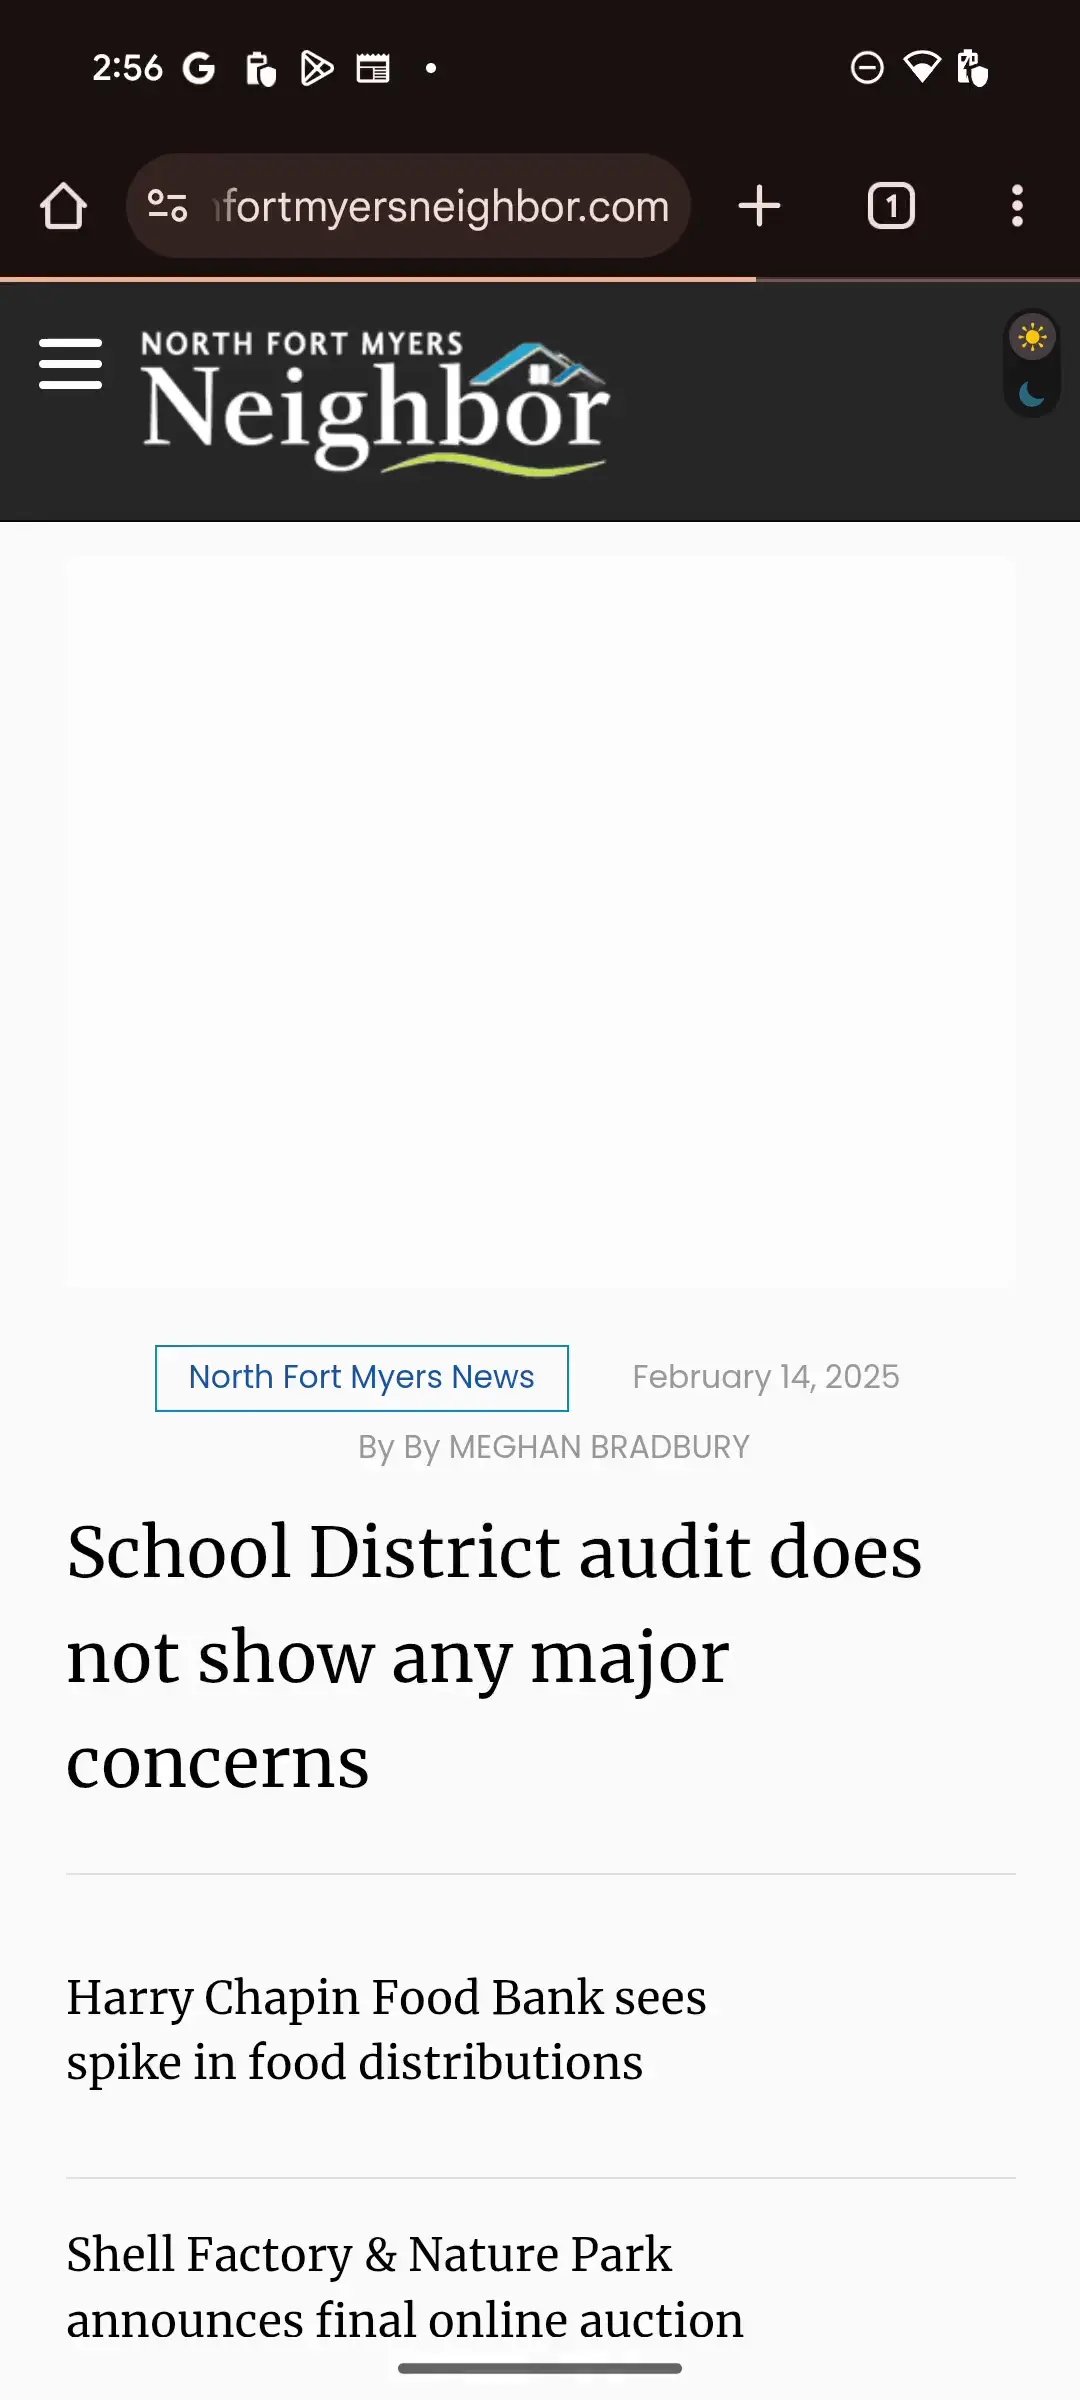 2:56
nfortmyersneighbor.com
1
NORTH FORT MYERS
Neighbor
North Fort Myers News
February 14, 2025
By By MEGHAN BRADBURY
School District audit does
not show any major
concerns
Harry Chapin Food Bank sees
spike in food distributions
Shell Factory & Nature Park
announces final online auction